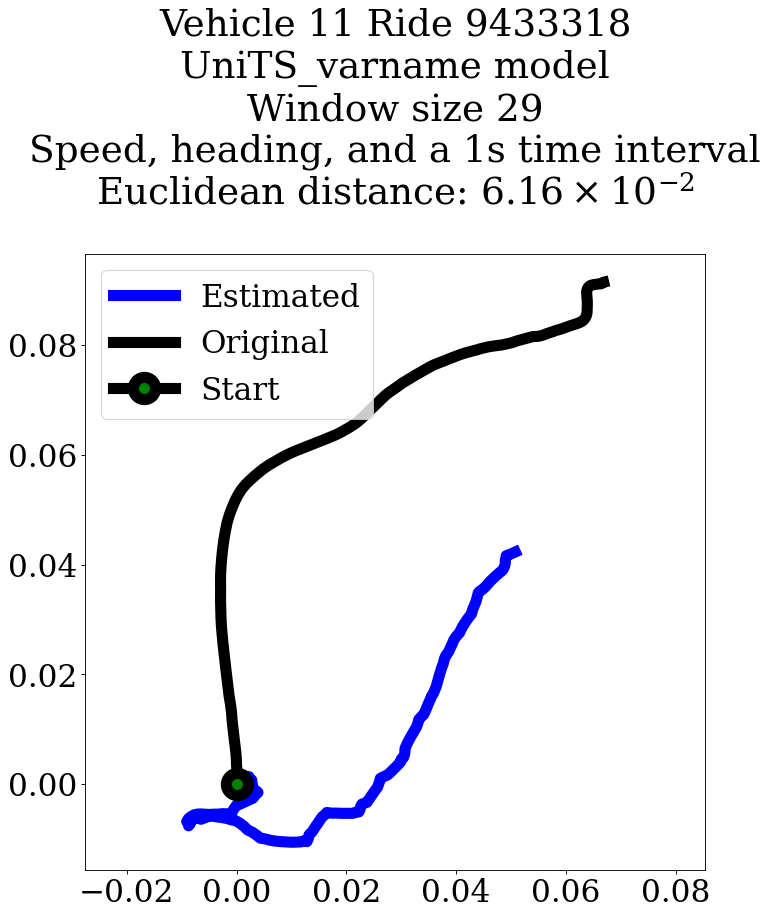 Vehicle 11 Ride 9433318
UniTS_varname model
Window size 29
Speed, heading, and a 1s time interval
Euclidean distance: 6.16 × 10⁻²
Estimated
Original
Start
0.08
0.06
0.04
0.02
0.00
−0.02 0.00 0.02 0.04 0.06 0.08